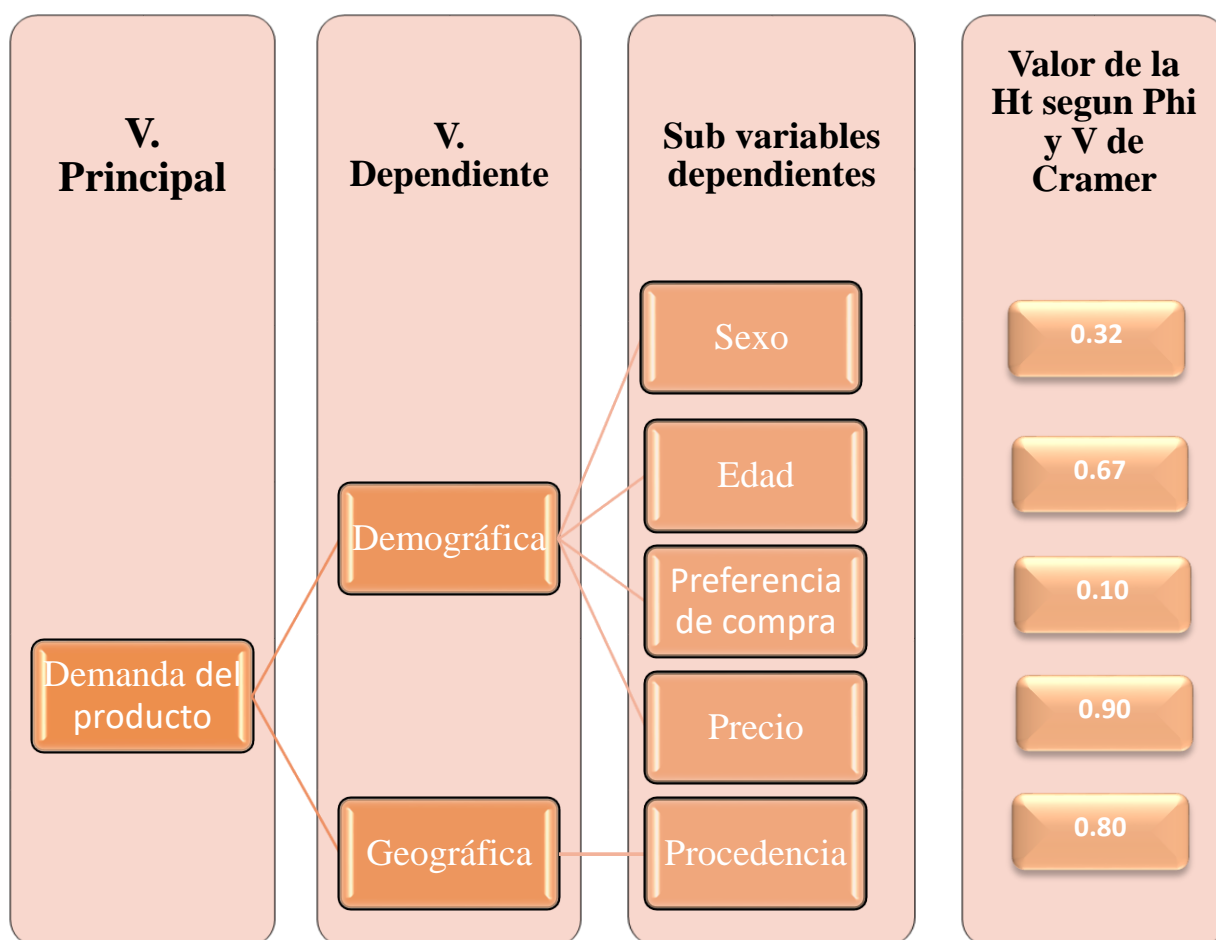 V.
Principal
V.
Dependiente
Sub variables
dependientes
Valor de la
Ht segun Phi
y V de
Cramer
Demanda del
producto
Demográfica
Geográfica
Sexo
Edad
Preferencia
de compra
Precio
Procedencia
0.32
0.67
0.10
0.90
0.80